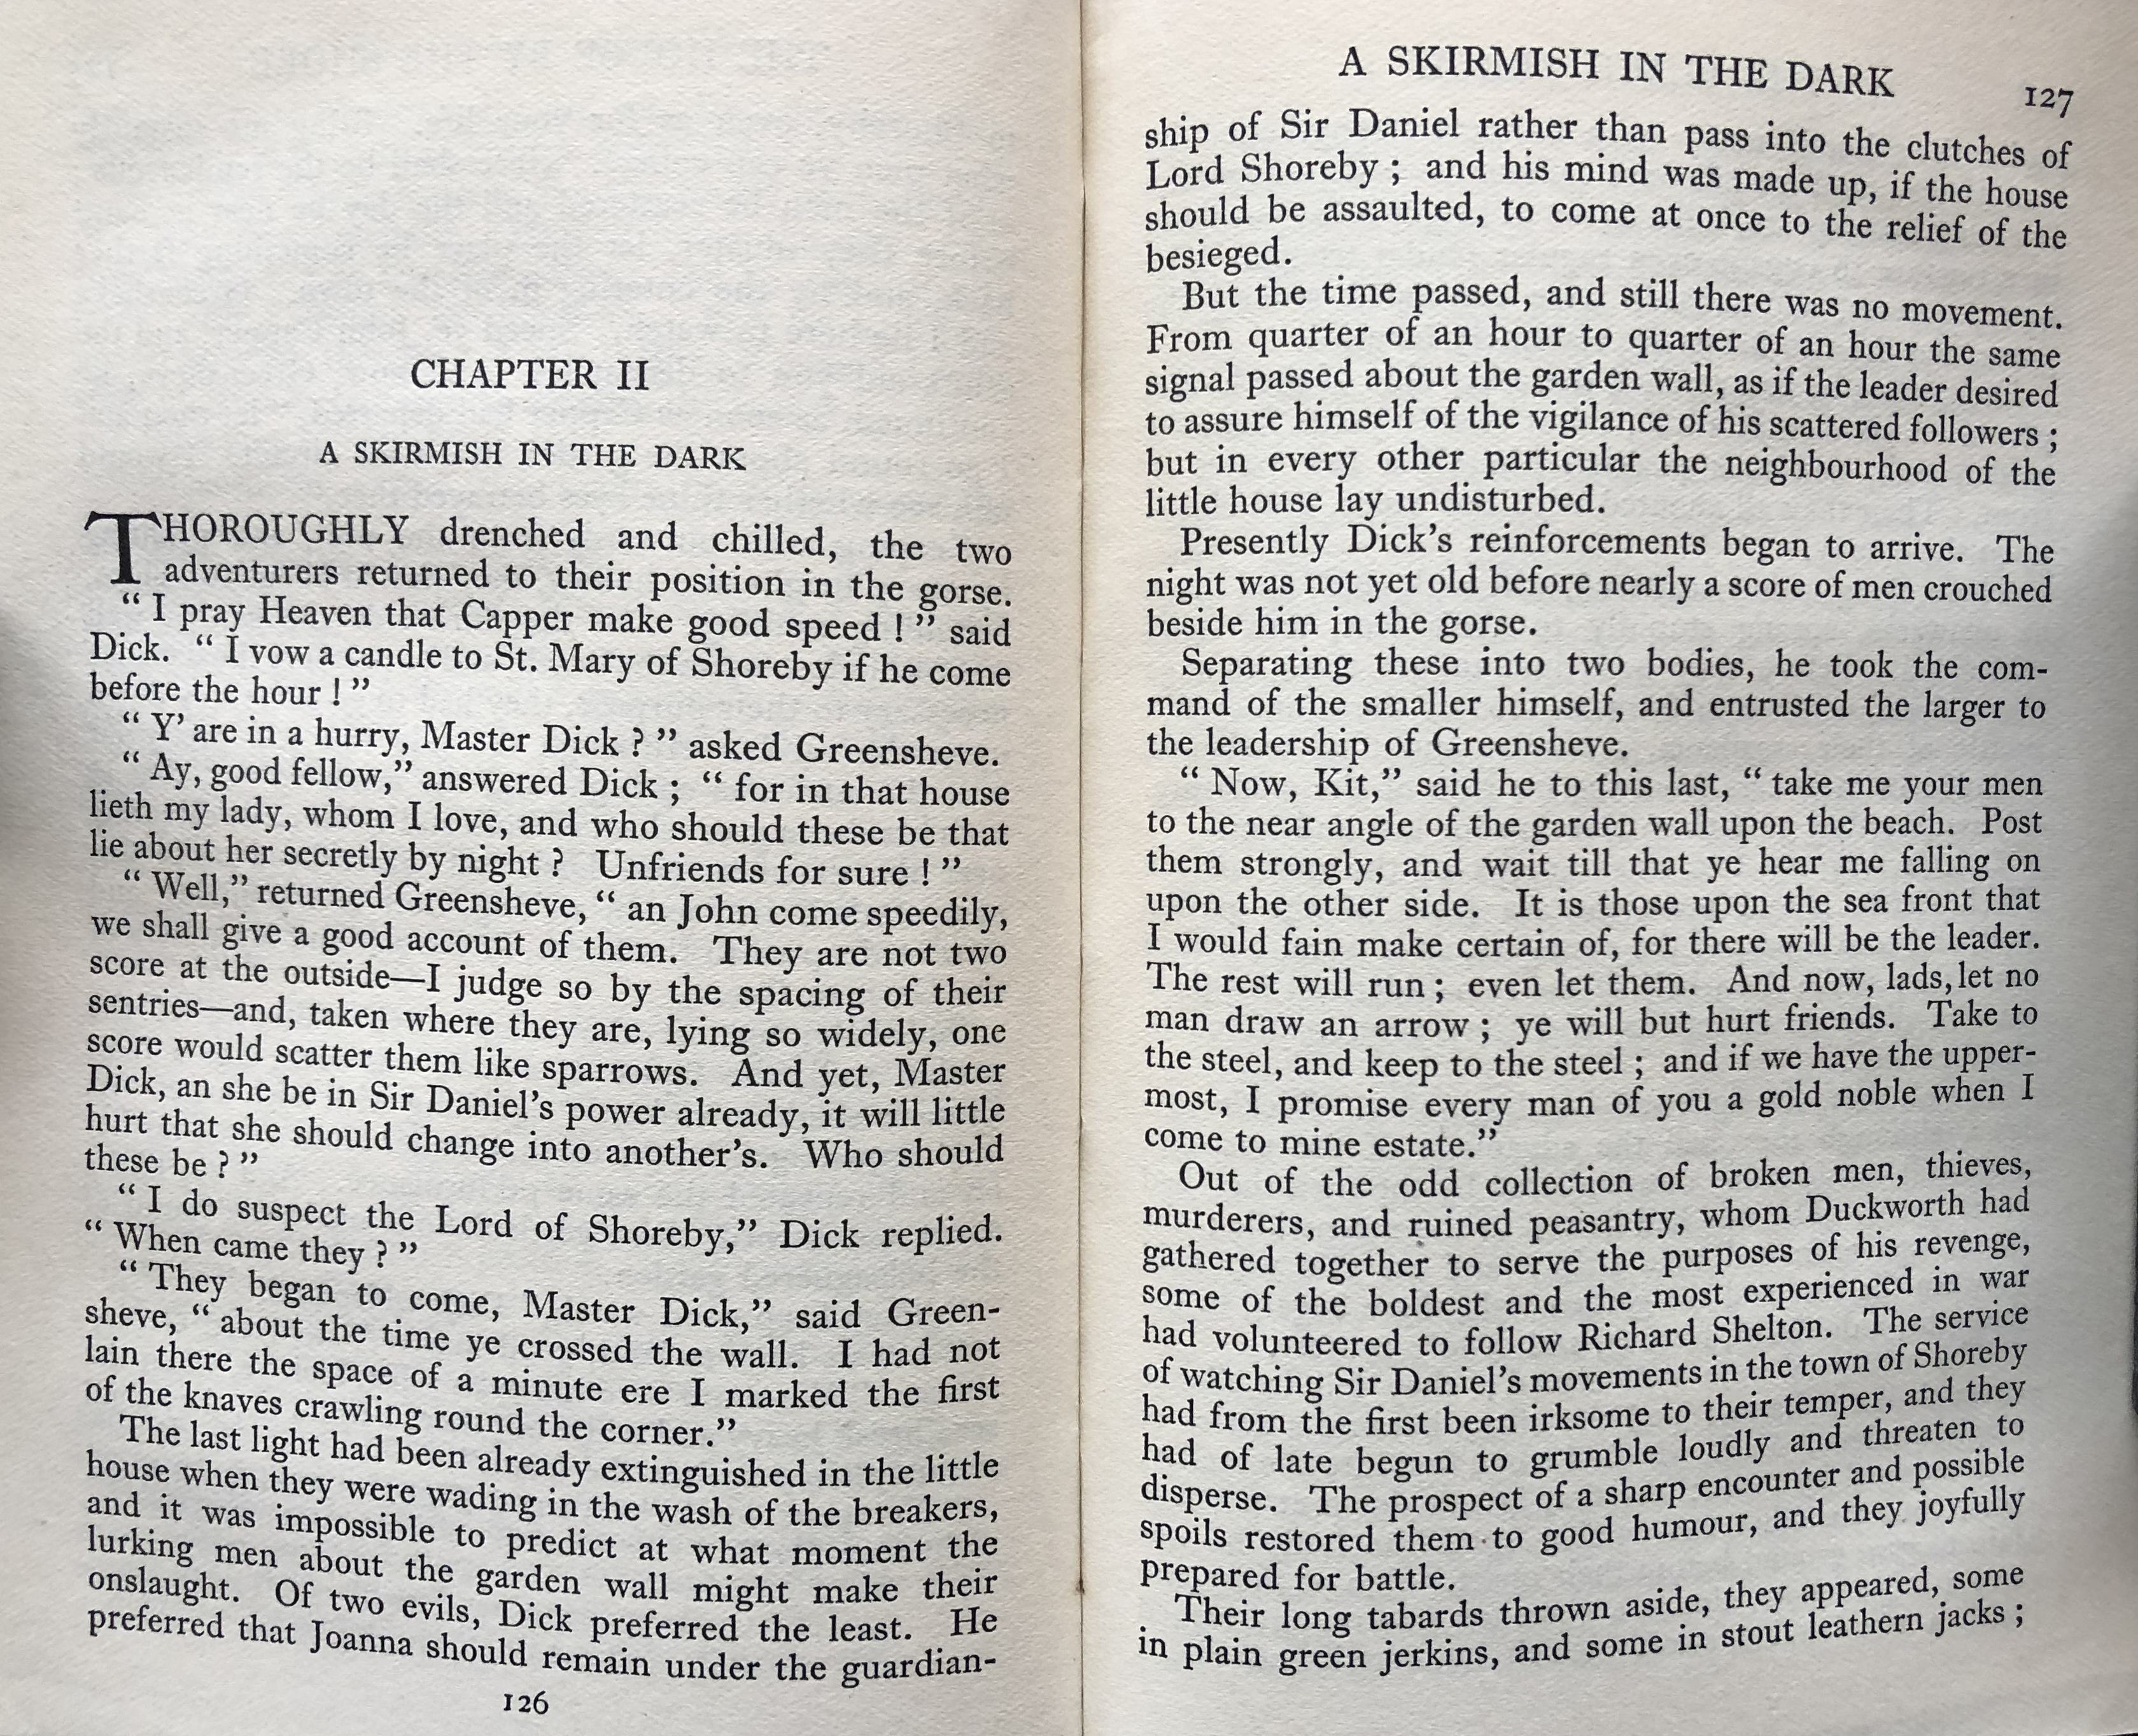 CHAPTER II
A SKIRMISH IN THE DARK
THOROUGHLY drenched and chilled, the two
adventurers returned to their position in the gorse.
“ I pray Heaven that Capper make good speed ! ” said
Dick. “ I vow a candle to St. Mary of Shoreby if he come
before the hour ! ”
“ Y’ are in a hurry, Master Dick ? ” asked Greensheve.
“ Ay, good fellow,” answered Dick ; “ for in that house
lieth my lady, whom I love, and who should these be that
lie about her secretly by night ? Unfriends for sure ! ”
“ Well,” returned Greensheve, “ an John come speedily,
we shall give a good account of them. They are not two
score at the outside—I judge so by the spacing of their
sentries—and, taken where they are, lying so widely, one
score would scatter them like sparrows. And yet, Master
Dick, an she be in Sir Daniel’s power already, it will little
hurt that she should change into another’s. Who should
these be ? ”
“ I do suspect the Lord of Shoreby,” Dick replied.
“ When came they ? ”
“ They began to come, Master Dick,” said Green-
sheve, “ about the time ye crossed the wall. I had not
lain there the space of a minute ere I marked the first
of the knaves crawling round the corner.”
The last light had been already extinguished in the little
house when they were wading in the wash of the breakers,
and it was impossible to predict at what moment the
lurking men about the garden wall might make their
onslaught. Of two evils, Dick preferred the least. He
preferred that Joanna should remain under the guardian-
126
A SKIRMISH IN THE DARK
127
ship of Sir Daniel rather than pass into the clutches of
Lord Shoreby ; and his mind was made up, if the house
should be assaulted, to come at once to the relief of the
besieged.
But the time passed, and still there was no movement.
From quarter of an hour to quarter of an hour the same
signal passed about the garden wall, as if the leader desired
to assure himself of the vigilance of his scattered followers ;
but in every other particular the neighbourhood of the
little house lay undisturbed.
Presently Dick’s reinforcements began to arrive. The
night was not yet old before nearly a score of men crouched
beside him in the gorse.
Separating these into two bodies, he took the com-
mand of the smaller himself, and entrusted the larger to
the leadership of Greensheve.
“ Now, Kit,” said he to this last, “ take me your men
to the near angle of the garden wall upon the beach. Post
them strongly, and wait till that ye hear me falling on
upon the other side. It is those upon the sea front that
I would fain make certain of, for there will be the leader.
The rest will run ; even let them. And now, lads, let no
man draw an arrow ; ye will but hurt friends. Take to
the steel, and keep to the steel ; and if we have the upper-
most, I promise every man of you a gold noble when I
come to mine estate.”
Out of the odd collection of broken men, thieves,
murderers, and ruined peasantry, whom Duckworth had
gathered together to serve the purposes of his revenge,
some of the boldest and the most experienced in war
had volunteered to follow Richard Shelton. The service
of watching Sir Daniel’s movements in the town of Shoreby
had from the first been irksome to their temper, and they
had of late begun to grumble loudly and threaten to
disperse. The prospect of a sharp encounter and possible
spoils restored them to good humour, and they joyfully
prepared for battle.
Their long tabards thrown aside, they appeared, some
in plain green jerkins, and some in stout leathern jacks ;